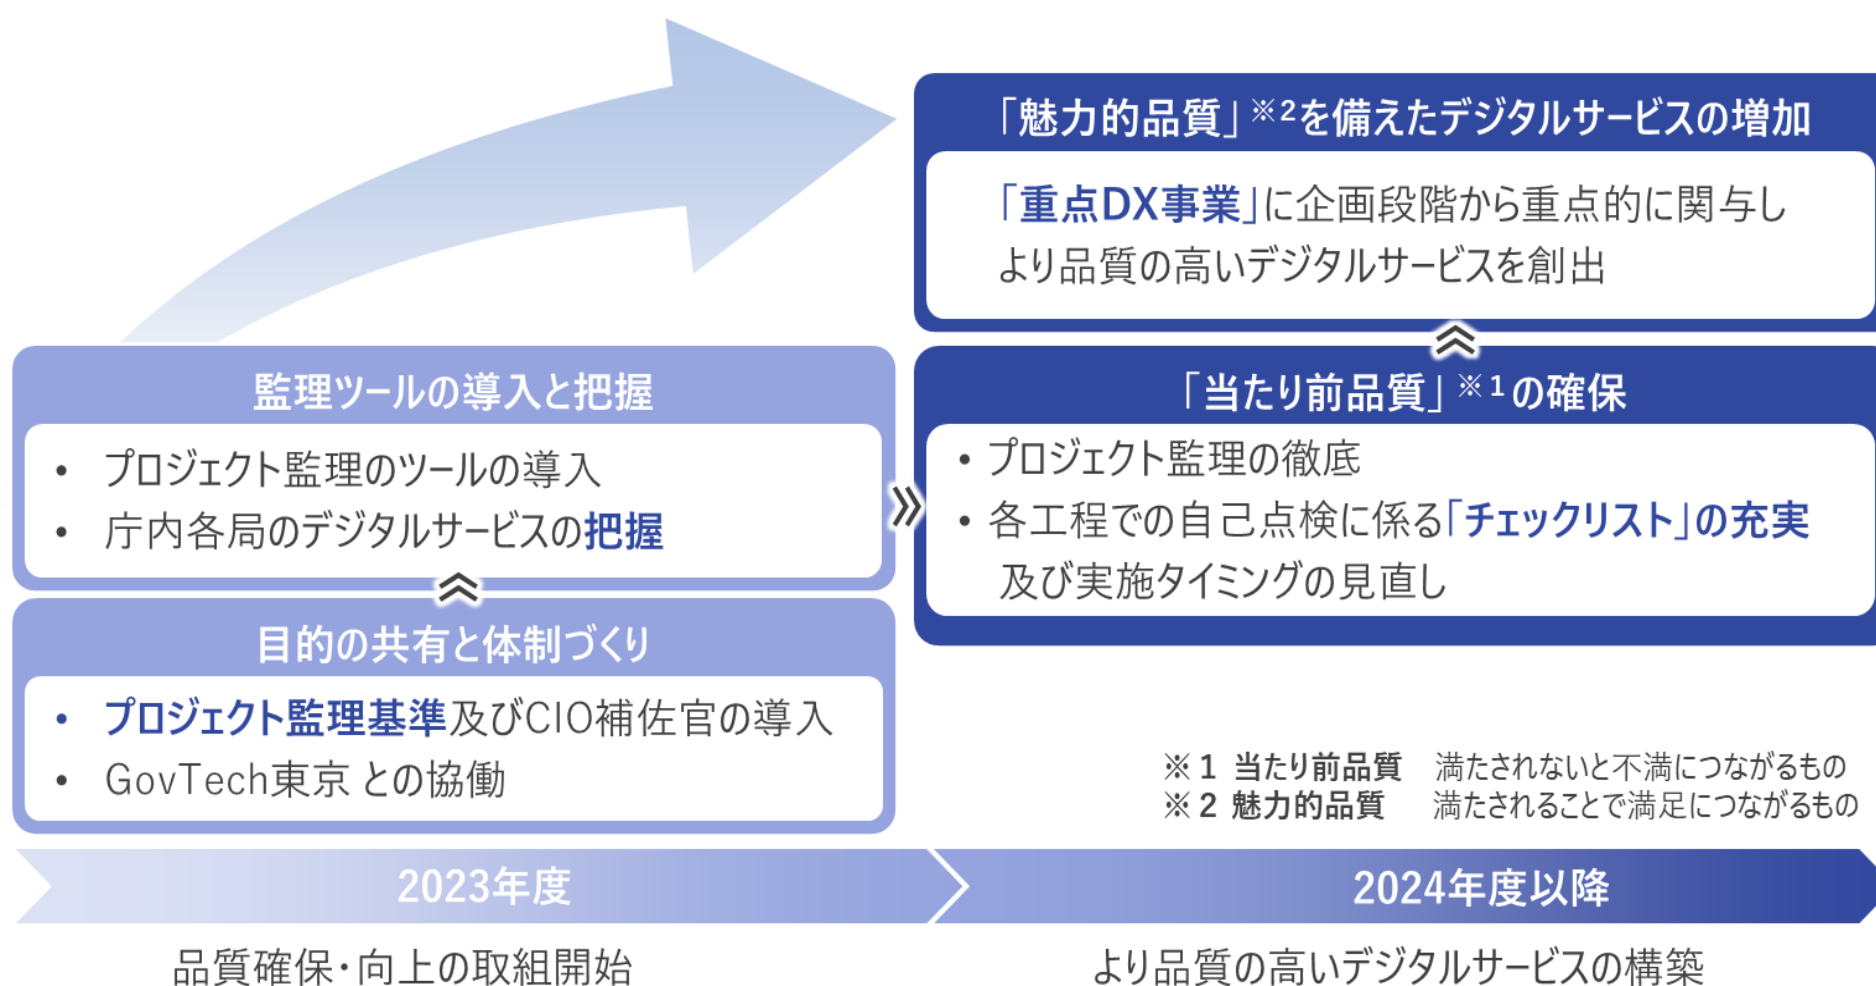 「魅力的品質」※2を備えたデジタルサービスの増加
「重点DX事業」に企画段階から重点的に関与し
より品質の高いデジタルサービスを創出
監理ツールの導入と把握
• プロジェクト監理のツールの導入
• 庁内各局のデジタルサービスの把握
「当たり前品質」※1の確保
• プロジェクト監理の徹底
• 各工程での自己点検に係る「チェックリスト」の充実
及び実施タイミングの見直し
目的の共有と体制づくり
• プロジェクト監理基準及びCIO補佐官の導入
• GovTech東京 との協働
※1 当たり前品質 満たされないと不満につながるもの
※2 魅力的品質 満たされることで満足につながるもの
2023年度
2024年度以降
品質確保・向上の取組開始
より品質の高いデジタルサービスの構築